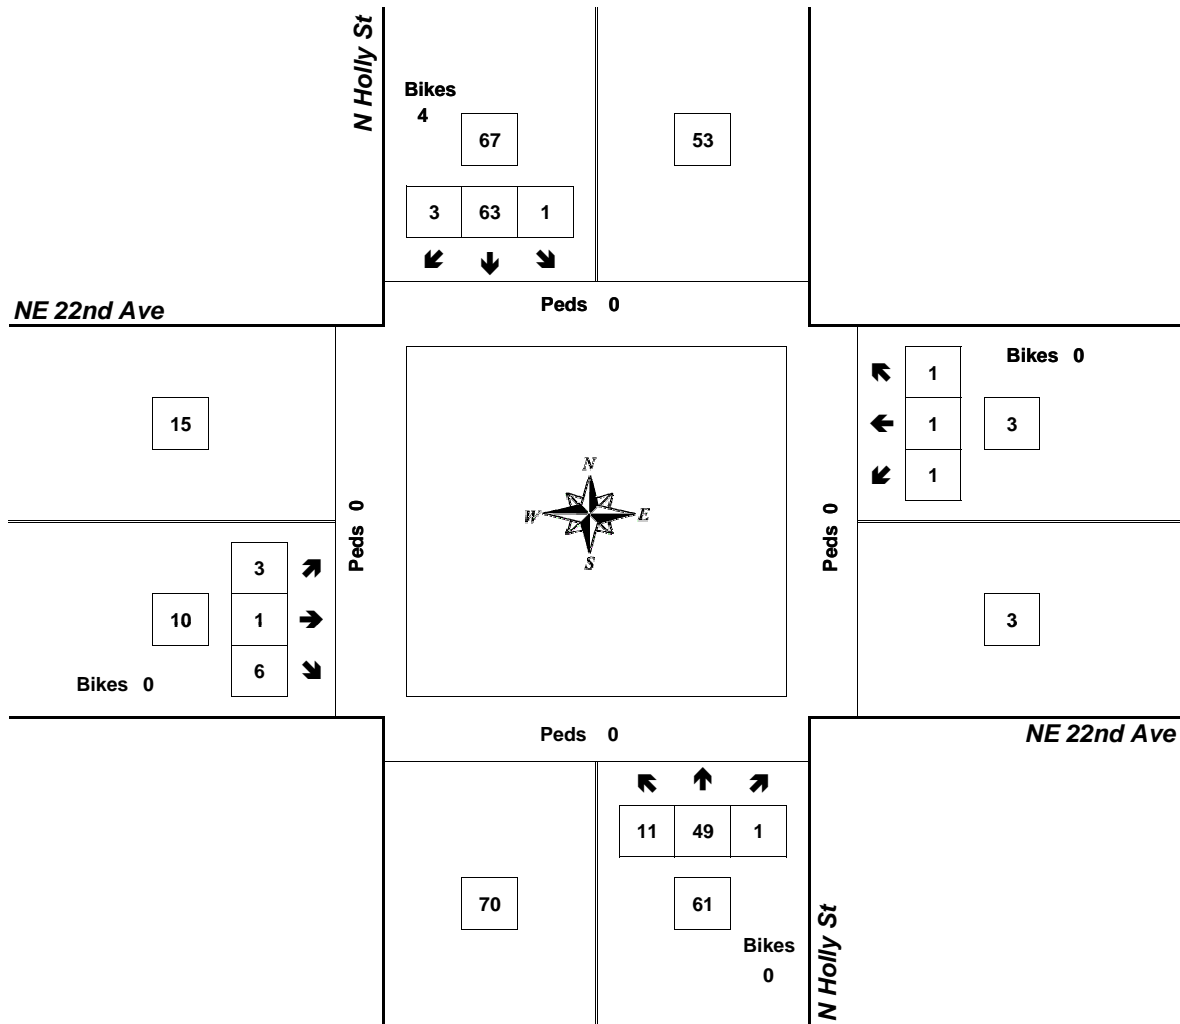 N Holly St
Bikes
4
67
53
3 63 1
Peds 0
NE 22nd Ave
Bikes 0
1
15
1 3
1
N
W E
S
Peds 0
Peds 0
3
10 1
3
6
Bikes 0
Peds 0
NE 22nd Ave
11 49 1
70
61
Bikes
0
N Holly St